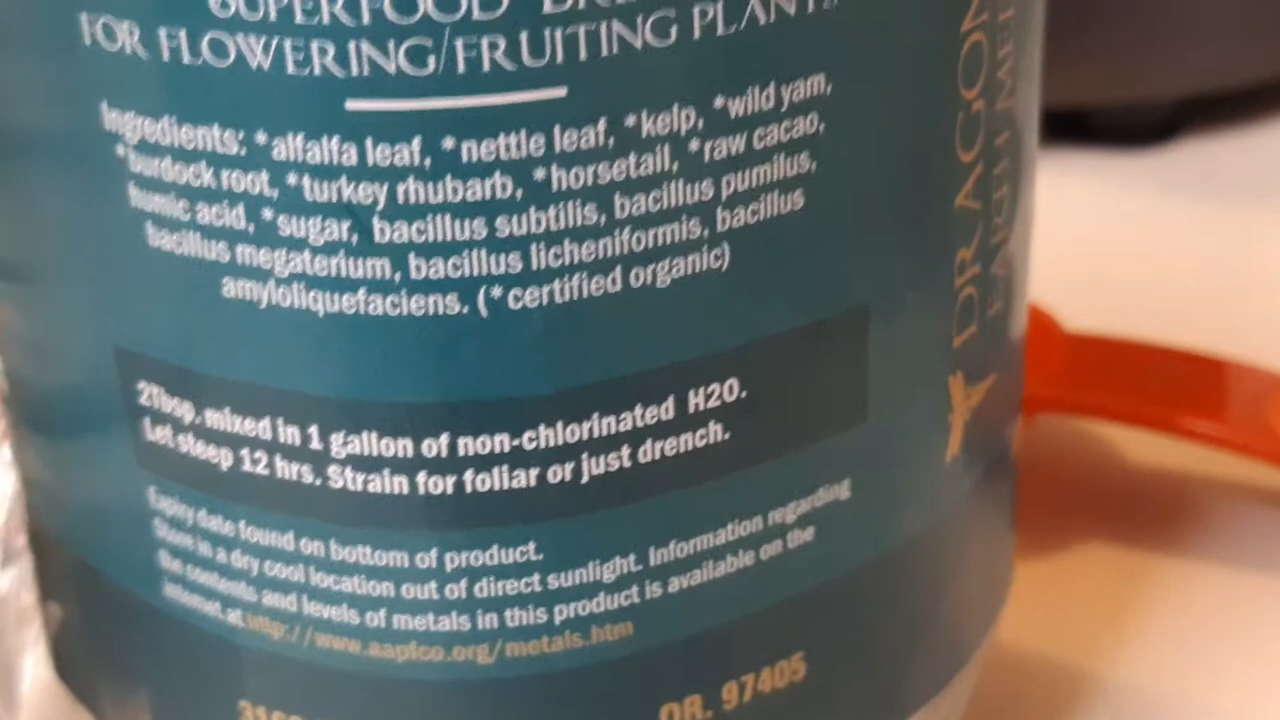 SUPERFOOD
FOR FLOWERING/FRUITING PLANTS
Ingredients: *alfalfa leaf, *nettle leaf, *kelp, *wild yam,
*burdock root, *turkey rhubarb, *horsetail, *raw cacao,
humic acid, *sugar, bacillus subtilis, bacillus pumilus,
bacillus megaterium, bacillus licheniformis, bacillus
amyloliquefaciens. (*certified organic)
2Tbsp. mixed in 1 gallon of non-chlorinated H2O.
Let steep 12 hrs. Strain for foliar or just drench.
Expiry date found on bottom of product.
Store in a dry cool location out of direct sunlight. Information regarding
the contents and levels of metals in this product is available on the
internet at http://www.aapfco.org/metals.htm
OR. 97405
DRAGON
EARTH